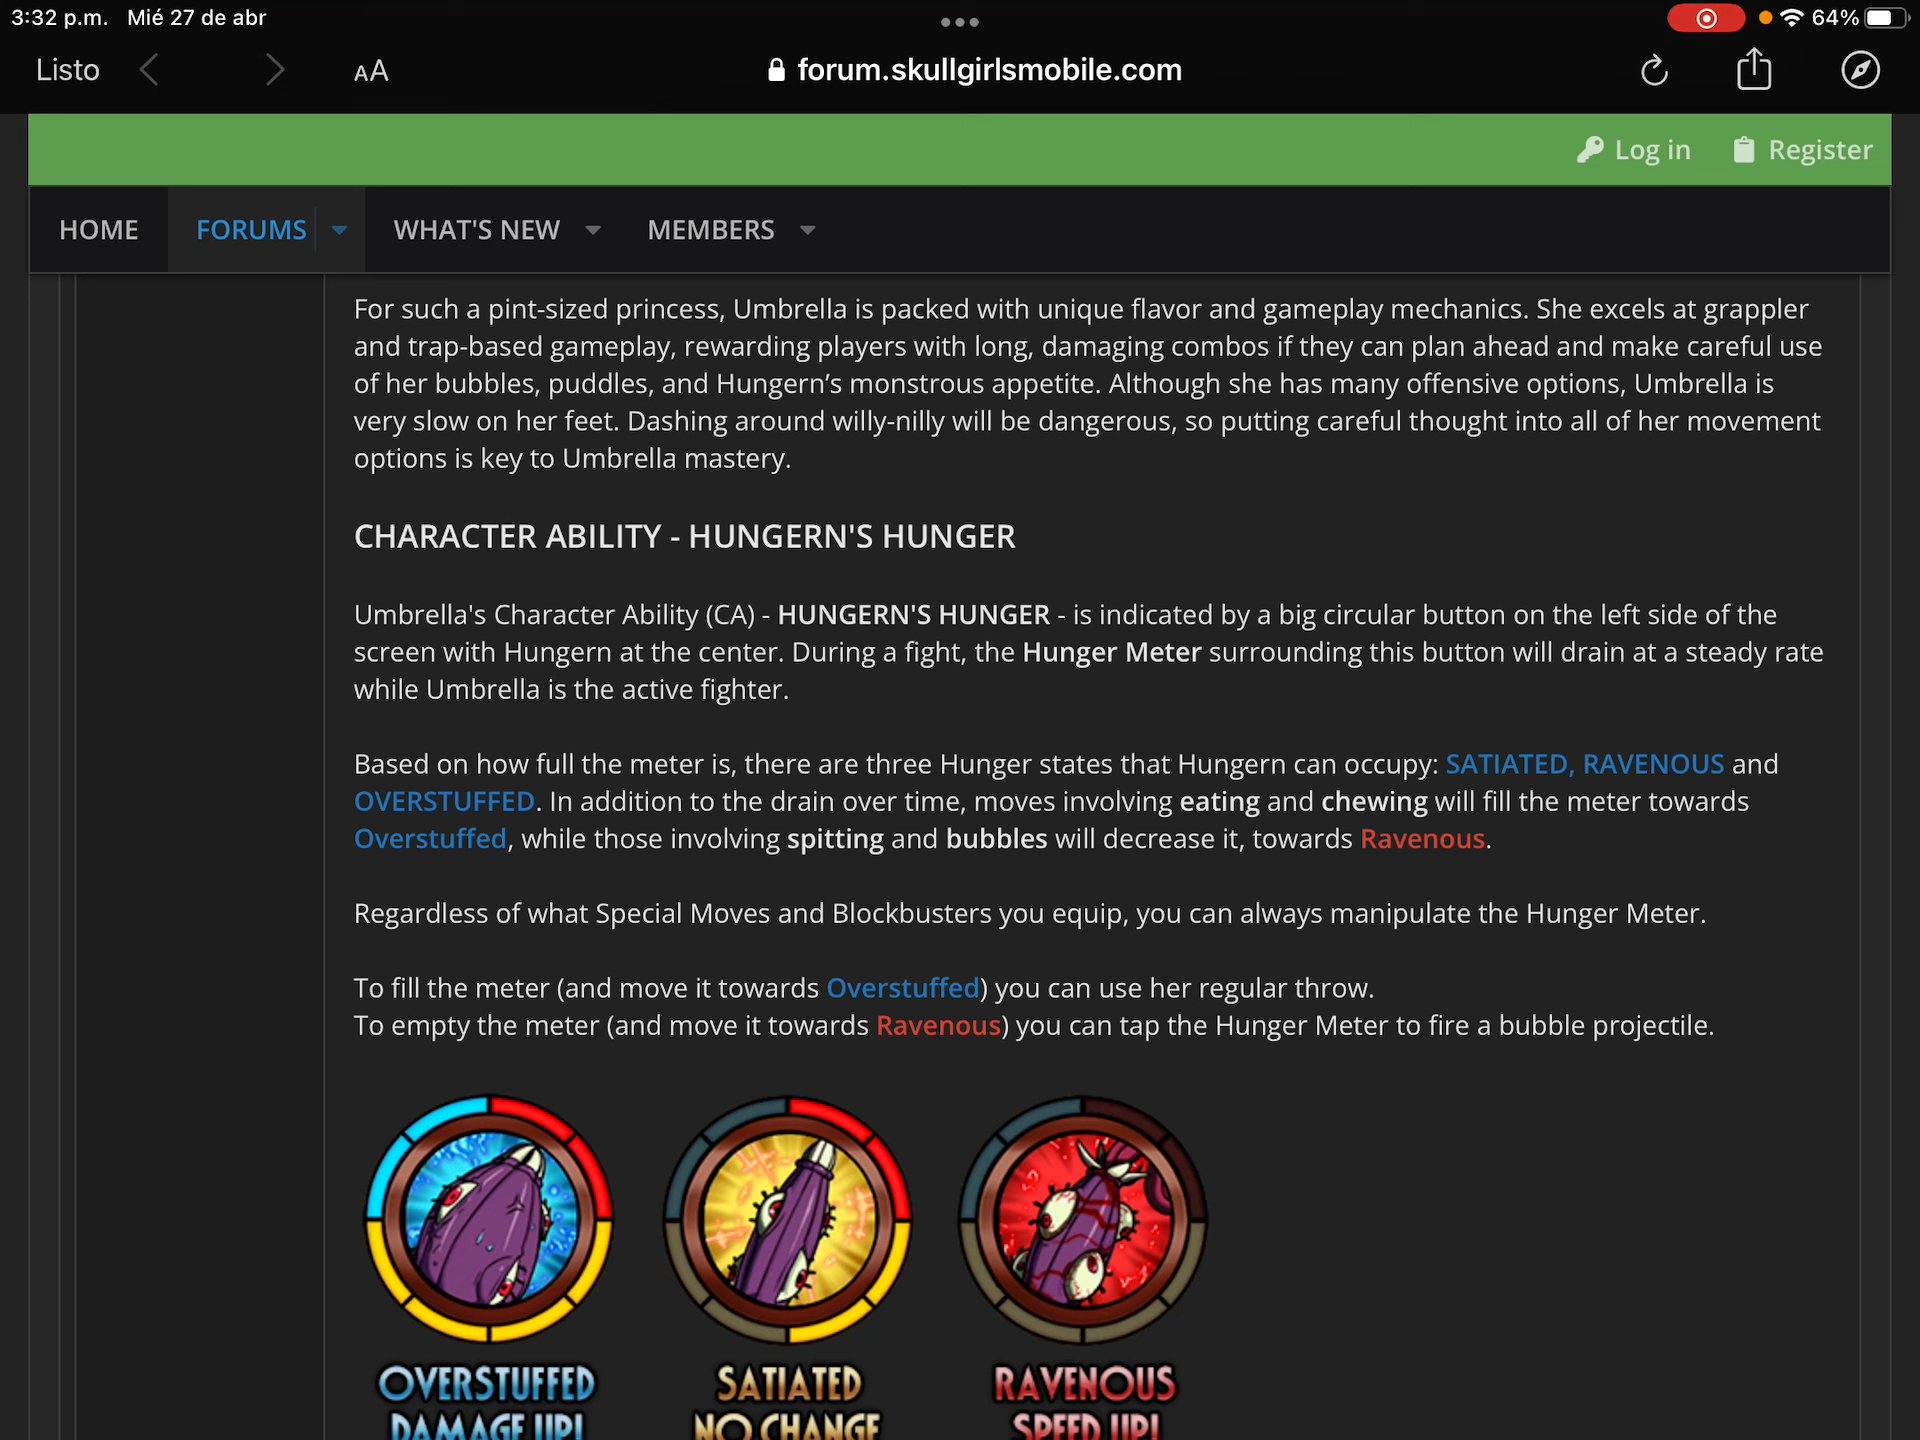 3:32 p.m. Mié 27 de abr
64%
Listo
AA
forum.skullgirlsmobile.com
Log in
Register
HOME
FORUMS
WHAT'S NEW
MEMBERS
For such a pint-sized princess, Umbrella is packed with unique flavor and gameplay mechanics. She excels at grappler
and trap-based gameplay, rewarding players with long, damaging combos if they can plan ahead and make careful use
of her bubbles, puddles, and Hungern’s monstrous appetite. Although she has many offensive options, Umbrella is
very slow on her feet. Dashing around willy-nilly will be dangerous, so putting careful thought into all of her movement
options is key to Umbrella mastery.
CHARACTER ABILITY - HUNGERN'S HUNGER
Umbrella's Character Ability (CA) - HUNGERN'S HUNGER - is indicated by a big circular button on the left side of the
screen with Hungern at the center. During a fight, the Hunger Meter surrounding this button will drain at a steady rate
while Umbrella is the active fighter.
Based on how full the meter is, there are three Hunger states that Hungern can occupy: SATIATED, RAVENOUS and
OVERSTUFFED. In addition to the drain over time, moves involving eating and chewing will fill the meter towards
Overstuffed, while those involving spitting and bubbles will decrease it, towards Ravenous.
Regardless of what Special Moves and Blockbusters you equip, you can always manipulate the Hunger Meter.
To fill the meter (and move it towards Overstuffed) you can use her regular throw.
To empty the meter (and move it towards Ravenous) you can tap the Hunger Meter to fire a bubble projectile.
OVERSTUFFED
DAMAGE UP!
SATIATED
NO CHANGE
RAVENOUS
SPEED UP!